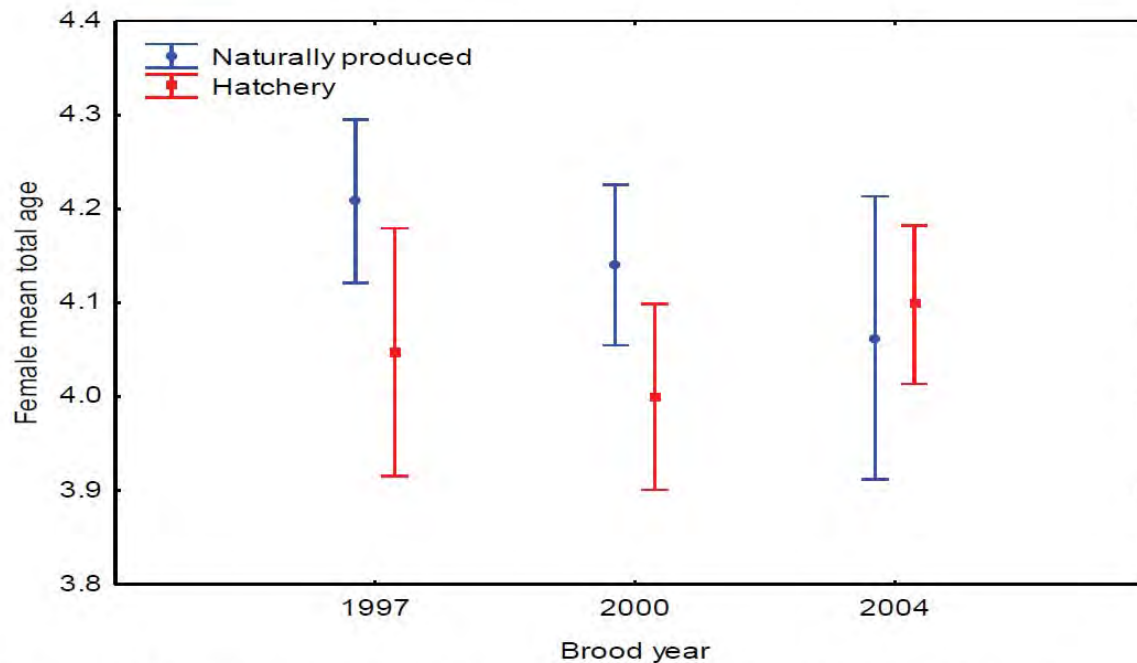 4.4
4.3
4.2
4.1
4.0
3.9
3.8
Female mean total age
Naturally produced
Hatchery
1997 2000 2004
Brood year